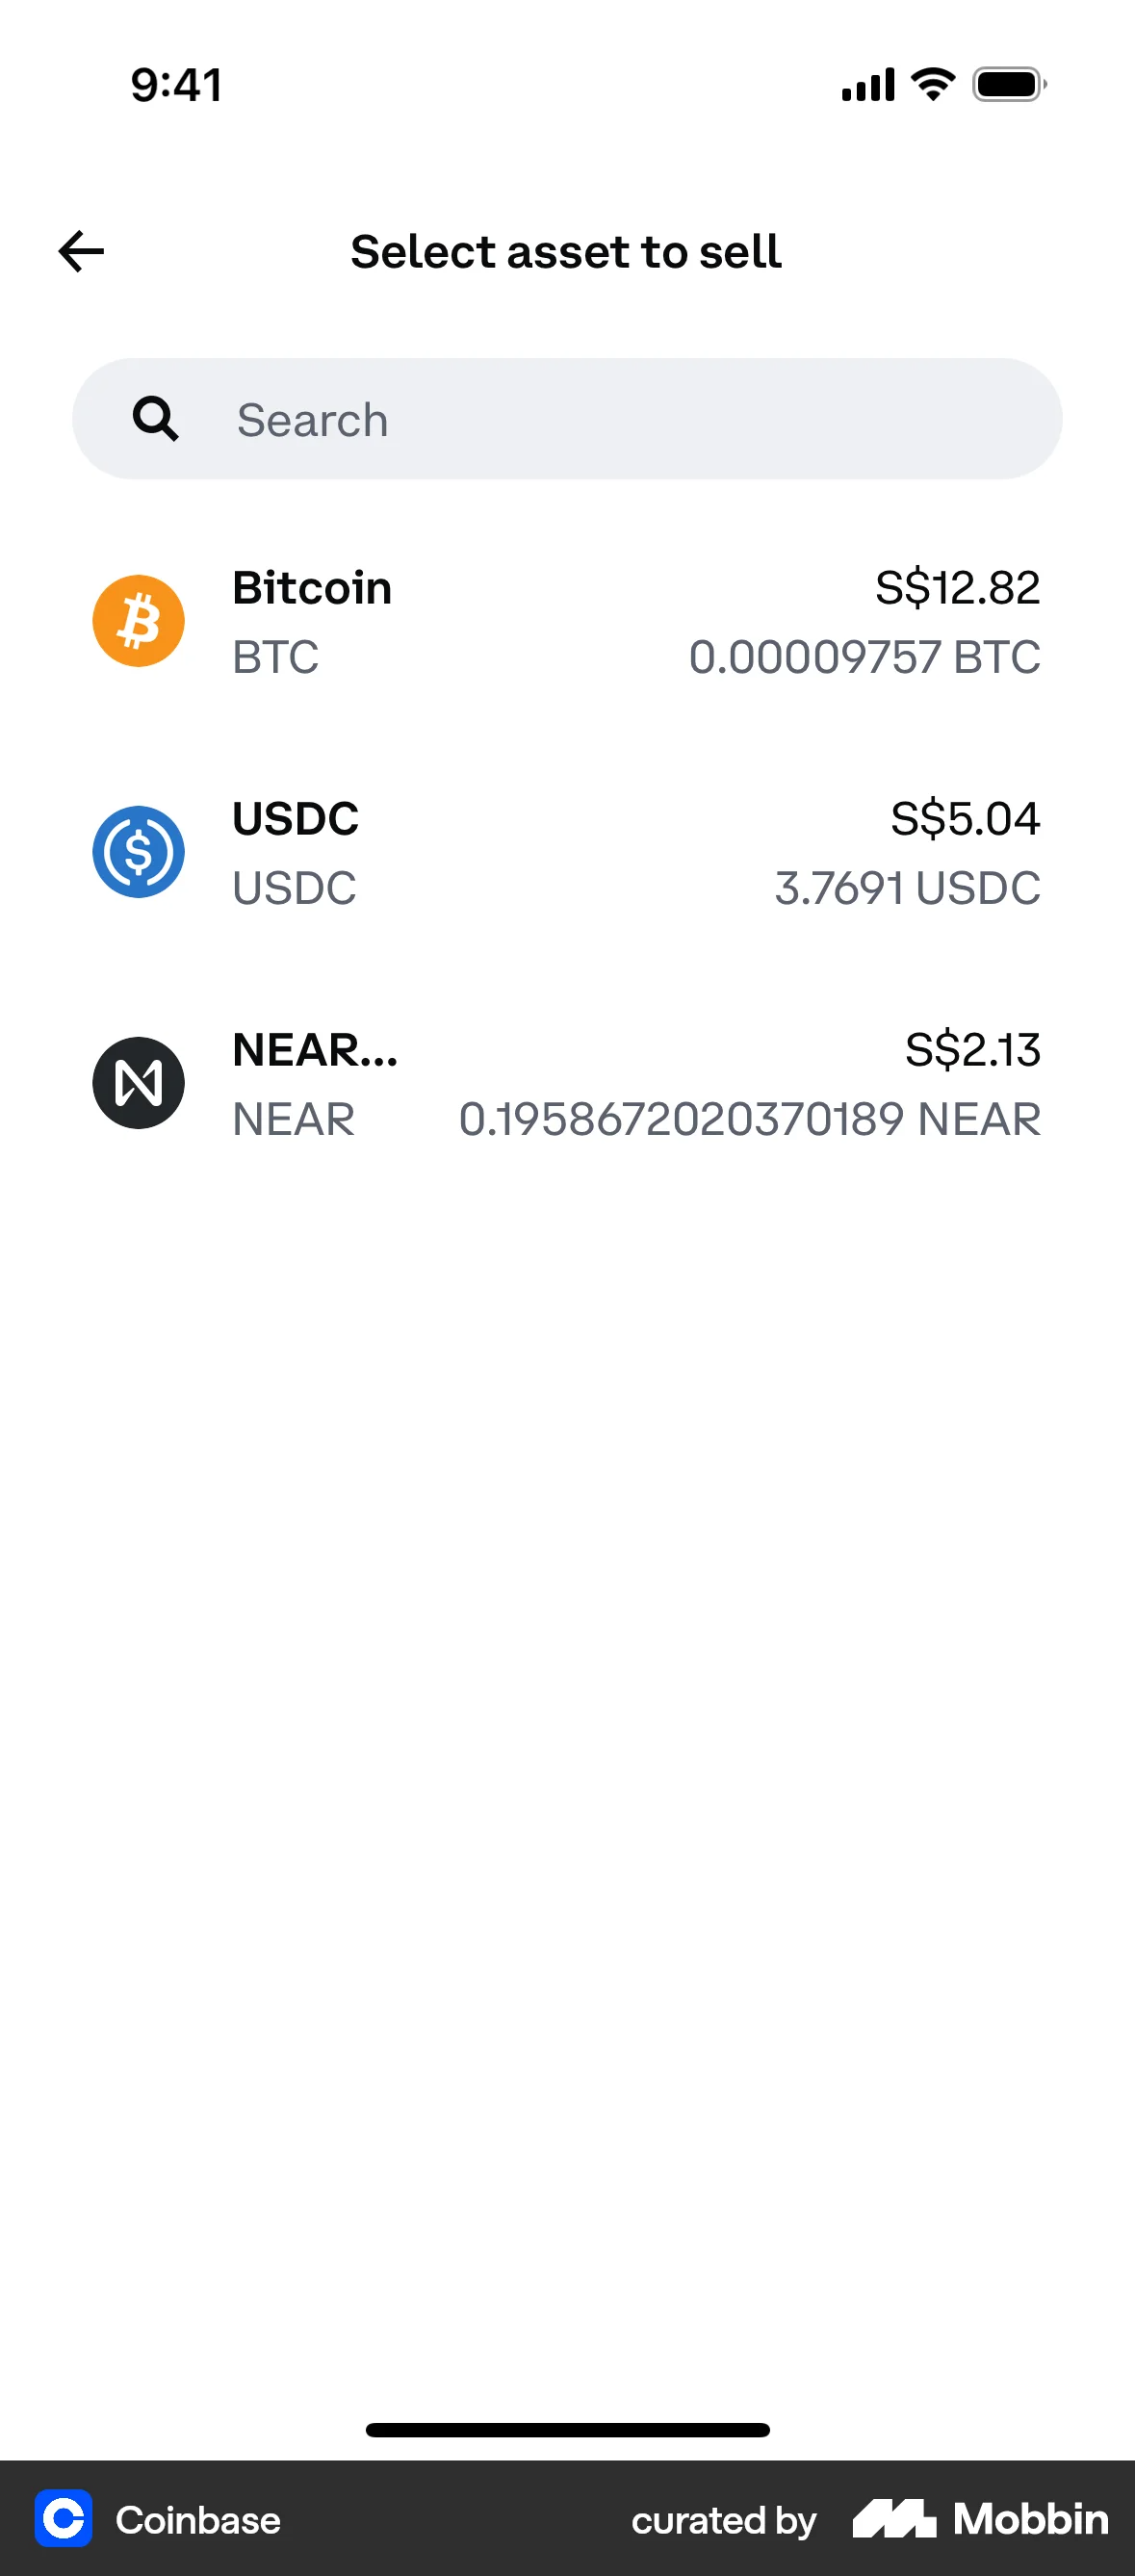 9:41
Select asset to sell
Search
Bitcoin S$12.82
BTC 0.00009757 BTC
USDC S$5.04
USDC 3.7691 USDC
NEAR... S$2.13
NEAR 0.1958672020370189 NEAR
Coinbase curated by Mobbin